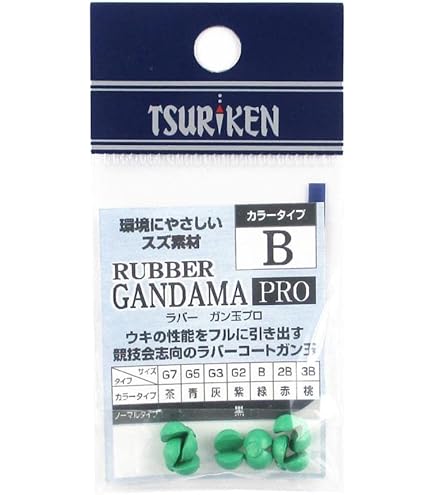 TSURiKEN
環境にやさしい
スズ素材
カラータイプ
B
RUBBER
GANDAMA PRO
ラバー ガン玉プロ
ウキの性能をフルに引き出す
競技会志向のラバーコートガン玉
サイズ
タイプ G7 G5 G3 G2 B 2B 3B
カラータイプ 茶 青 灰 紫 緑 赤 桃
ノーマルタイプ 黒